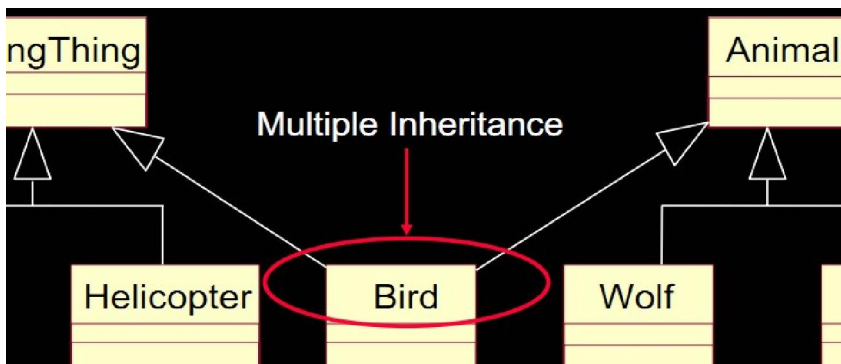 ngThing
Animal
Multiple Inheritance
Helicopter
Bird
Wolf